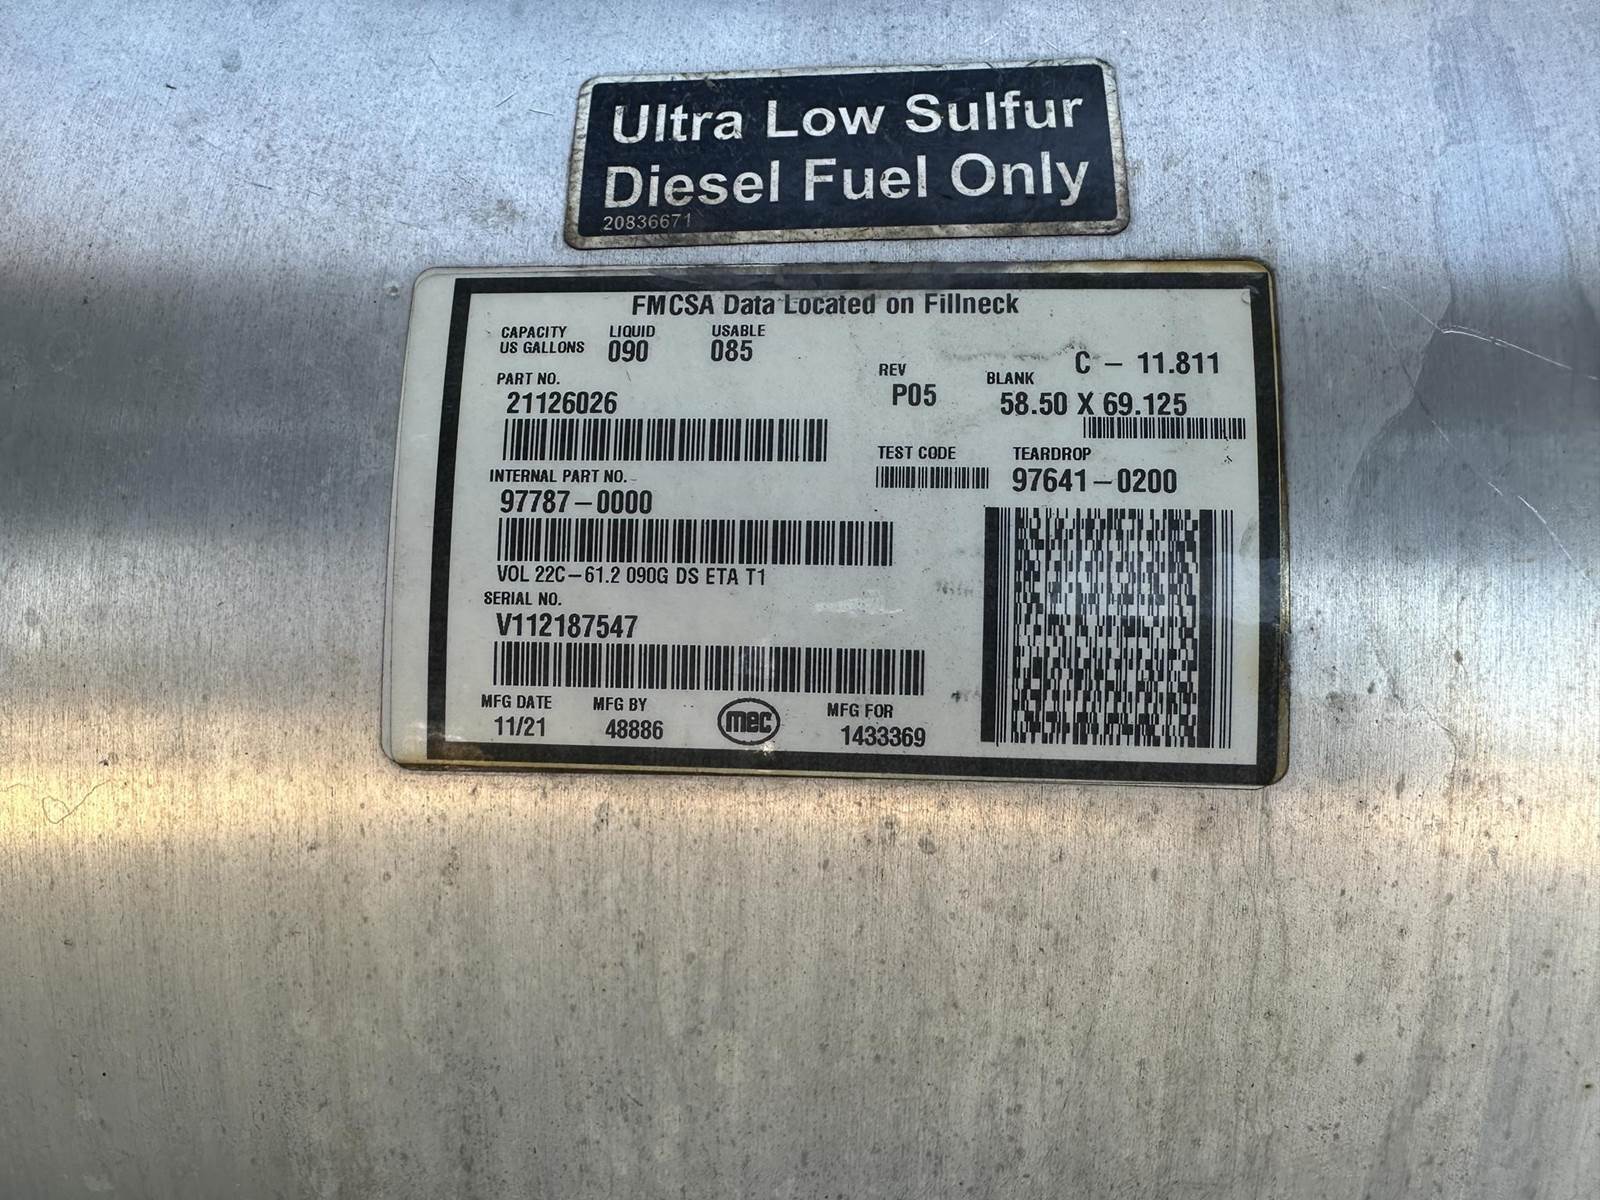 Ultra Low Sulfur
Diesel Fuel Only
20836671
FMCSA Data Located on Fillneck
CAPACITY US GALLONS
LIQUID 090
USABLE 085
C – 11.811
PART NO.
21126026
REV
P05
BLANK
58.50 X 69.125
INTERNAL PART NO.
97787–0000
TEST CODE
TEARDROP
97641–0200
VOL 22C–61.2 090G DS ETA T1
SERIAL NO.
V112187547
MFG DATE
11/21
MFG BY
48886
mec
MFG FOR
1433369